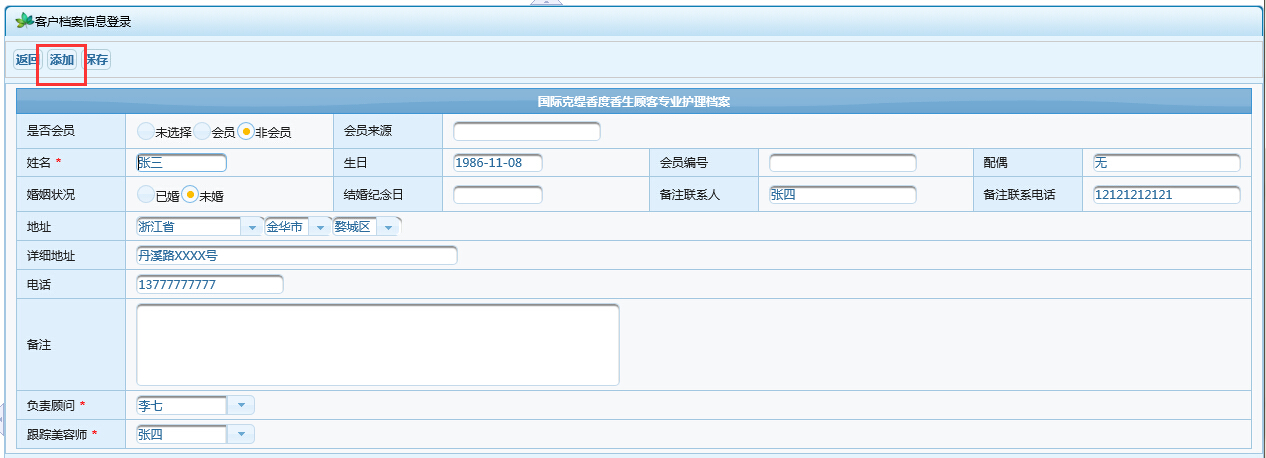 客户档案信息登录
返回 添加 保存
国际克缇香度香生顾客专业护理档案
是否会员 未选择 会员 非会员 会员来源
姓名 * 张三 生日 1986-11-08 会员编号 配偶 无
婚姻状况 已婚 未婚 结婚纪念日 备注联系人 张四 备注联系电话 12121212121
地址 浙江省 金华市 婺城区
详细地址 丹溪路XXXX号
电话 13777777777
备注
负责顾问 * 李七
跟踪美容师 * 张四